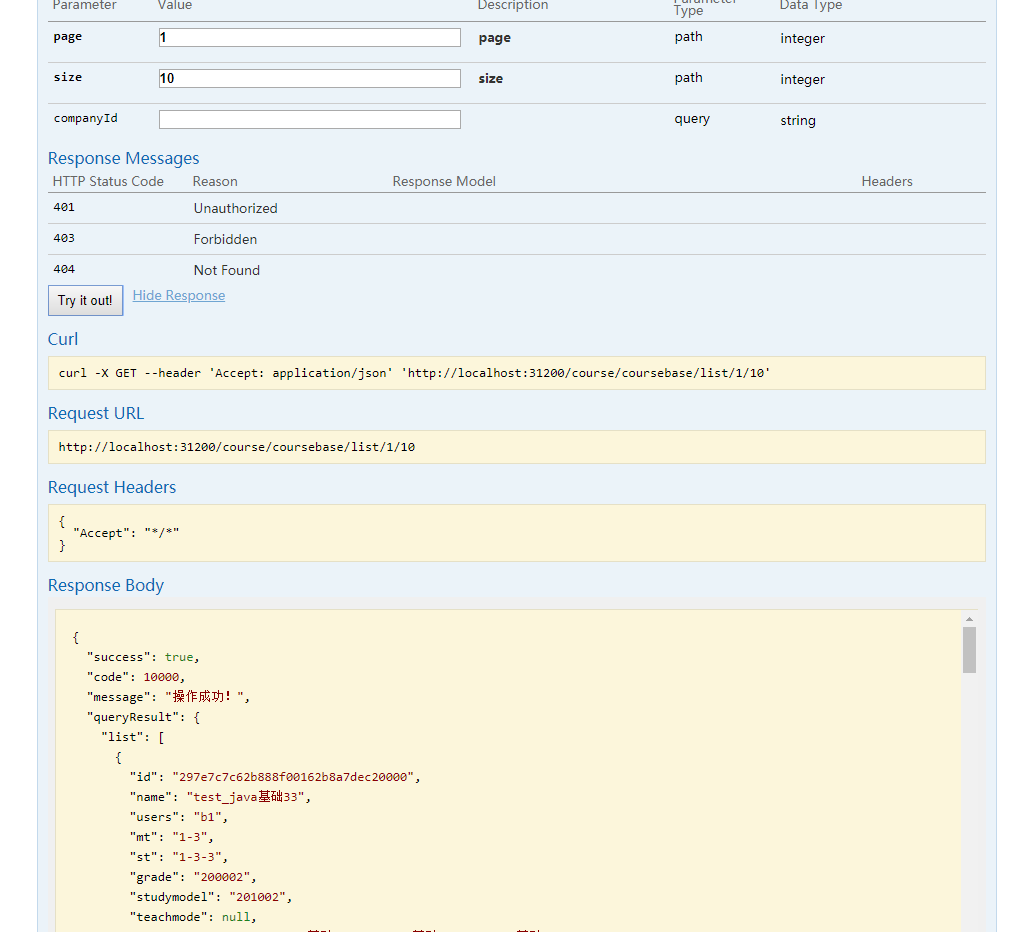 Parameter Value Description Parameter Type Data Type
page 1 page path integer
size 10 size path integer
companyId query string
Response Messages
HTTP Status Code Reason Response Model Headers
401 Unauthorized
403 Forbidden
404 Not Found
Try it out! Hide Response
Curl
curl -X GET --header 'Accept: application/json' 'http://localhost:31200/course/coursebase/list/1/10'
Request URL
http://localhost:31200/course/coursebase/list/1/10
Request Headers
{
"Accept": "*/*"
}
Response Body
{
"success": true,
"code": 10000,
"message": "操作成功！",
"queryResult": {
"list": [
{
"id": "297e7c7c62b888f00162b8a7dec20000",
"name": "test_java基础33",
"users": "b1",
"mt": "1-3",
"st": "1-3-3",
"grade": "200002",
"studymodel": "201002",
"teachmode": null,